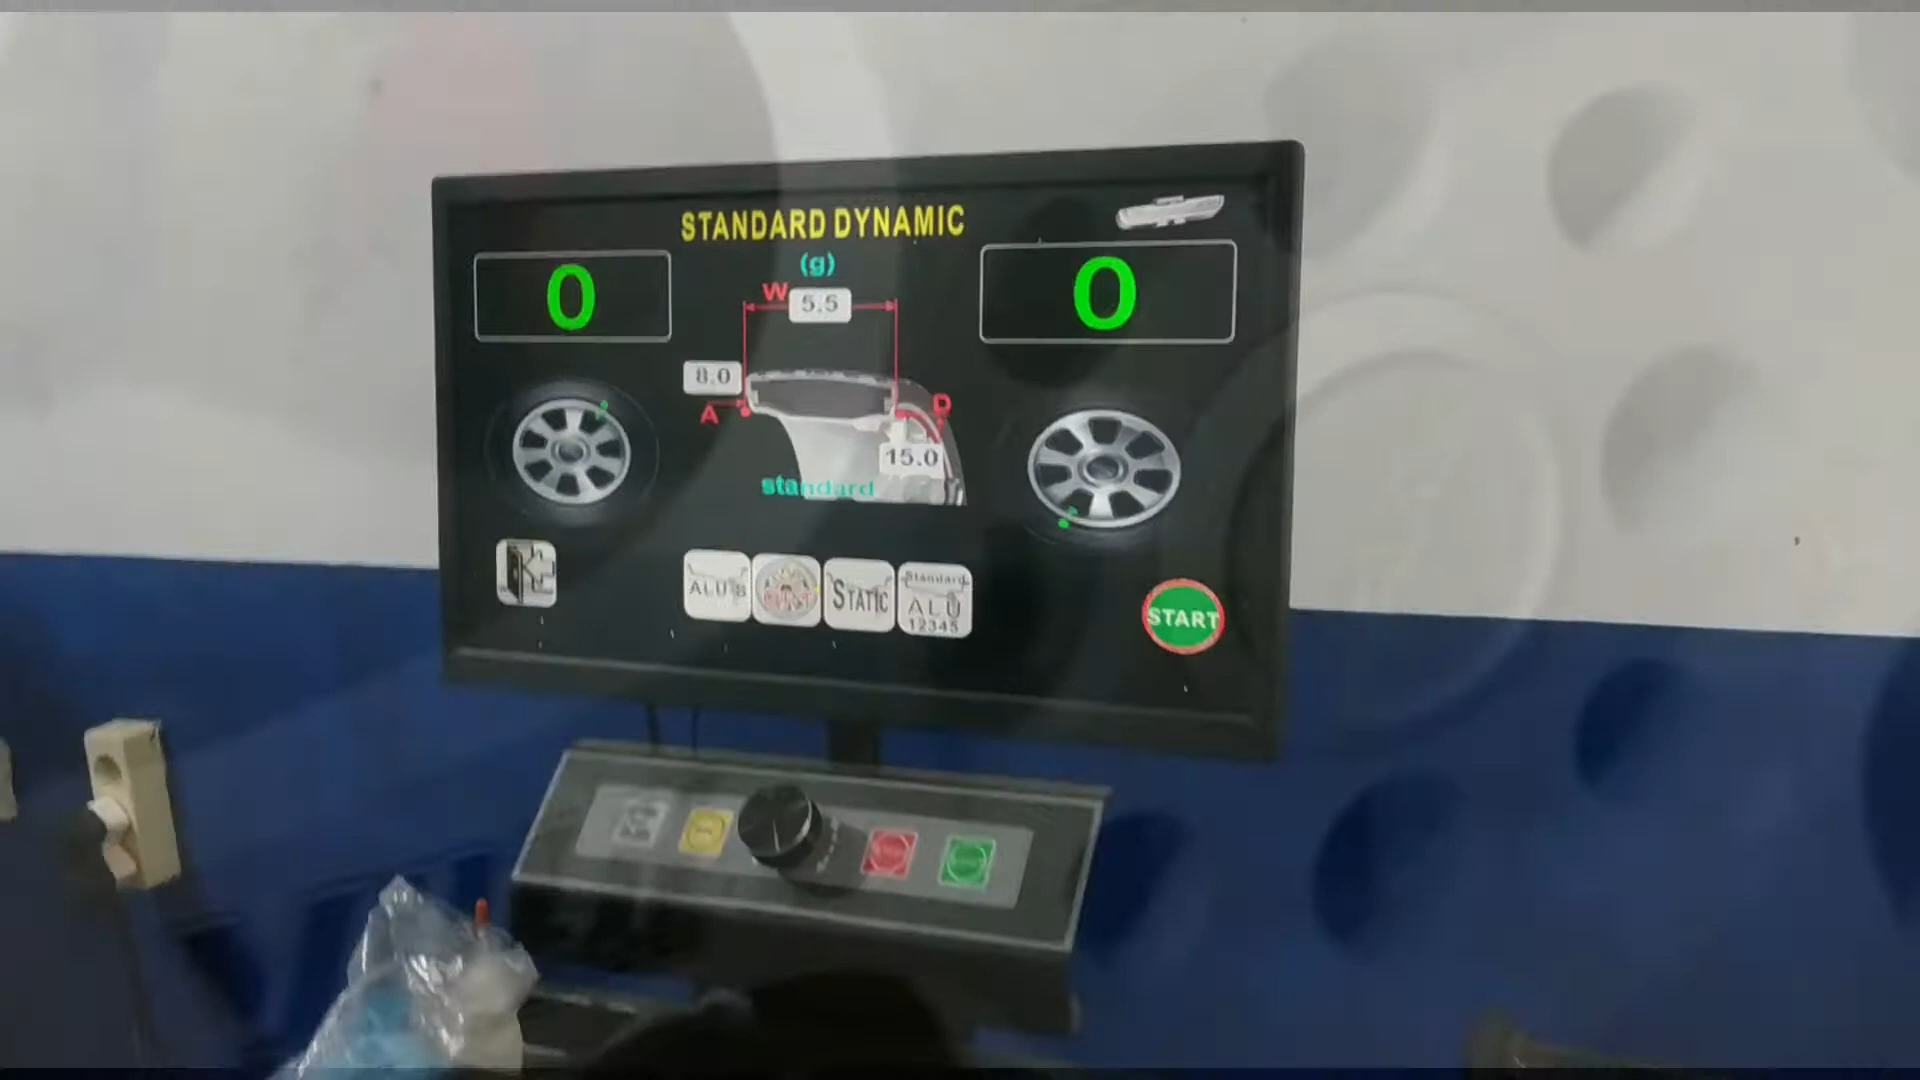 STANDARD DYNAMIC
(g)
0
0
W
5.5
8.0
A
D
15.0
standard
ALU S
STATIC
Standard
ALU
12345
START